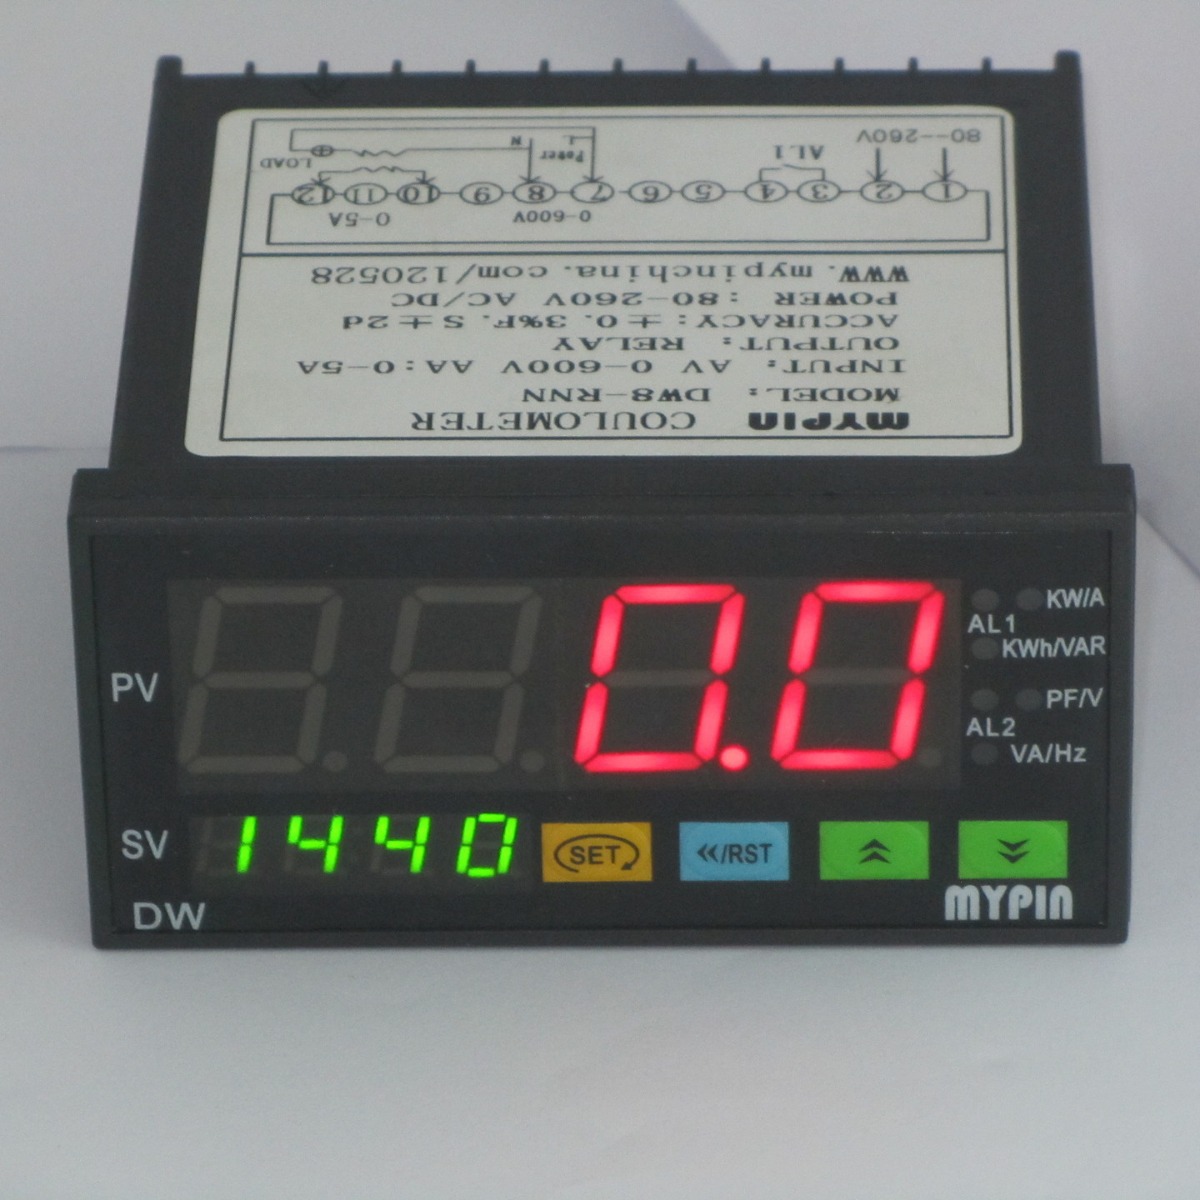 MYPIN COULOMETER
MODEL: DW8-RNN
INPUT: AV 0-600V AA:0-5A
OUTPUT: RELAY
ACCURACY: ±0.3%F.S±2d
POWER:80-260V AC/DC
WWW.mypinchina.com/120528
0-600V 0-5A
1 2 3 4 5 6 7 8 9 10 11 12
80--260V AL1 Power L N LOAD
PV 0.0
AL1 KW/A
KWh/VAR
AL2 PF/V
VA/Hz
SV 1440 SET «/RST
DW MYPIN